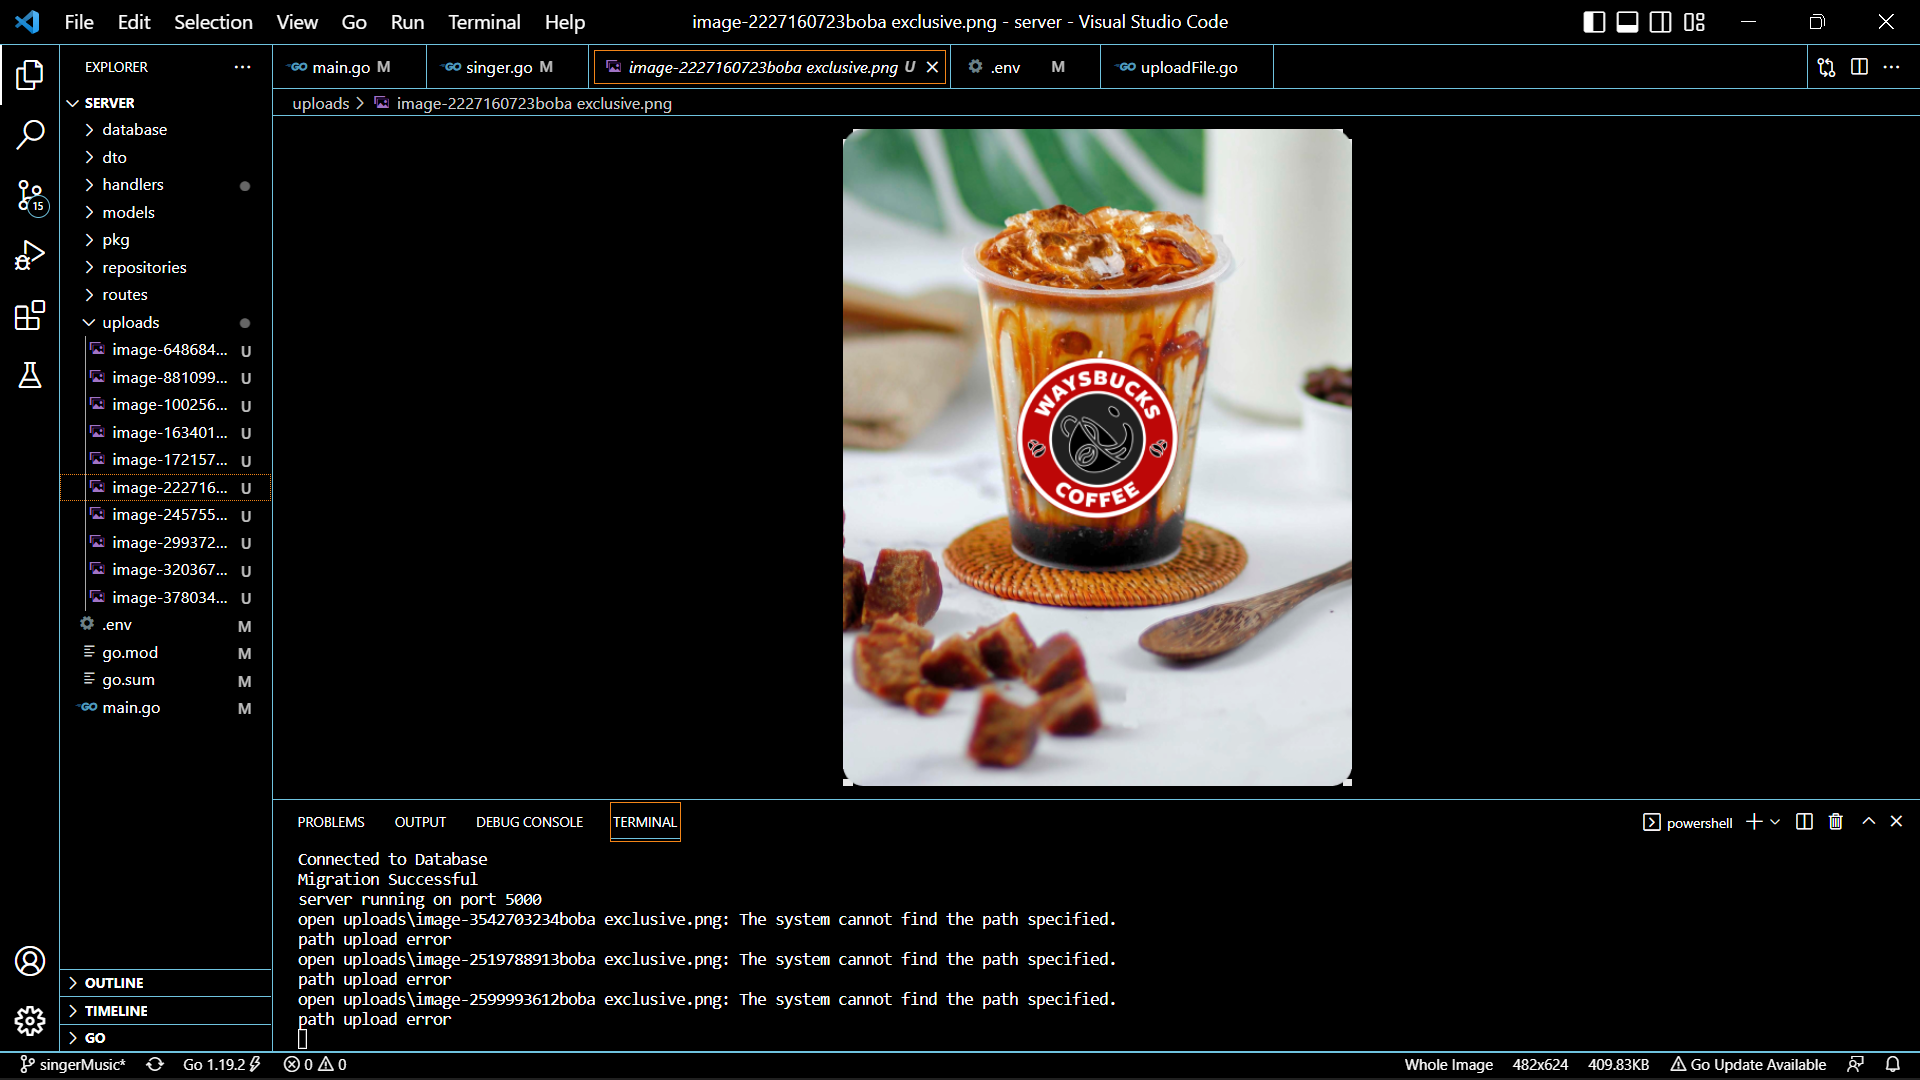 File Edit Selection View Go Run Terminal Help
image-2227160723boba exclusive.png - server - Visual Studio Code
EXPLORER
main.go M
singer.go M
image-2227160723boba exclusive.png U
.env M
uploadFile.go
uploads > image-2227160723boba exclusive.png
SERVER
database
dto
handlers
models
pkg
repositories
routes
uploads
image-648684... U
image-881099... U
image-100256... U
image-163401... U
image-172157... U
image-222716... U
image-245755... U
image-299372... U
image-320367... U
image-378034... U
.env M
go.mod M
go.sum M
main.go M
15
OUTLINE
TIMELINE
GO
WAYSBUCKS
COFFEE
PROBLEMS OUTPUT DEBUG CONSOLE TERMINAL
powershell
Connected to Database
Migration Successful
server running on port 5000
open uploads\image-3542703234boba exclusive.png: The system cannot find the path specified.
path upload error
open uploads\image-2519788913boba exclusive.png: The system cannot find the path specified.
path upload error
open uploads\image-2599993612boba exclusive.png: The system cannot find the path specified.
path upload error
singerMusic* Go 1.19.2 0 0
Whole Image 482x624 409.83KB Go Update Available